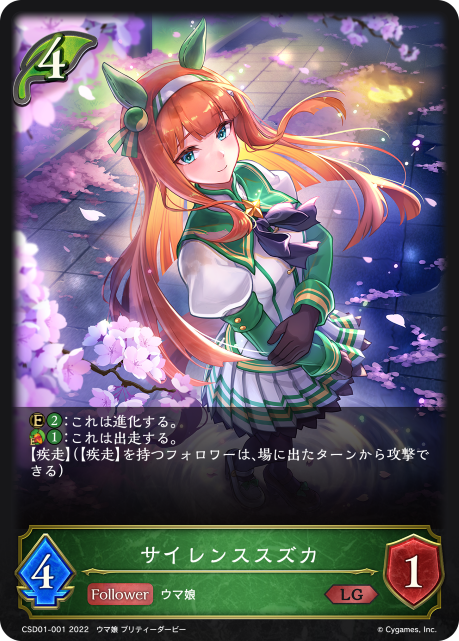 4
E 2：これは進化する。
1：これは出走する。
【疾走】（【疾走】を持つフォロワーは、場に出たターンから攻撃で
きる）
サイレンススズカ
4
Follower ウマ娘
LG
1
CSD01-001 2022 ウマ娘 プリティーダービー
© Cygames, Inc.